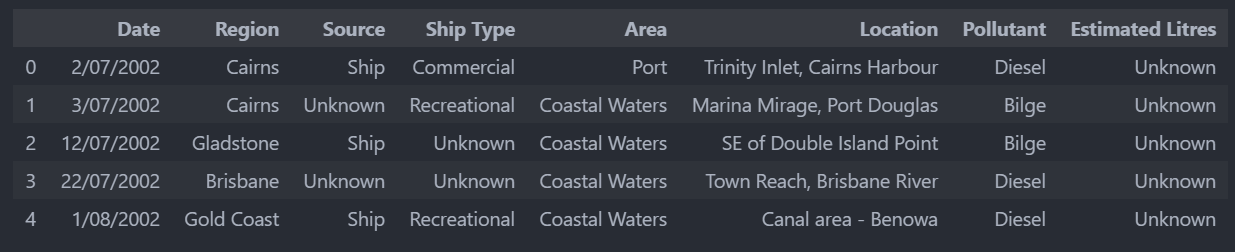 Date Region Source Ship Type Area Location Pollutant Estimated Litres
0 2/07/2002 Cairns Ship Commercial Port Trinity Inlet, Cairns Harbour Diesel Unknown
1 3/07/2002 Cairns Unknown Recreational Coastal Waters Marina Mirage, Port Douglas Bilge Unknown
2 12/07/2002 Gladstone Ship Unknown Coastal Waters SE of Double Island Point Bilge Unknown
3 22/07/2002 Brisbane Unknown Unknown Coastal Waters Town Reach, Brisbane River Diesel Unknown
4 1/08/2002 Gold Coast Ship Recreational Coastal Waters Canal area - Benowa Diesel Unknown